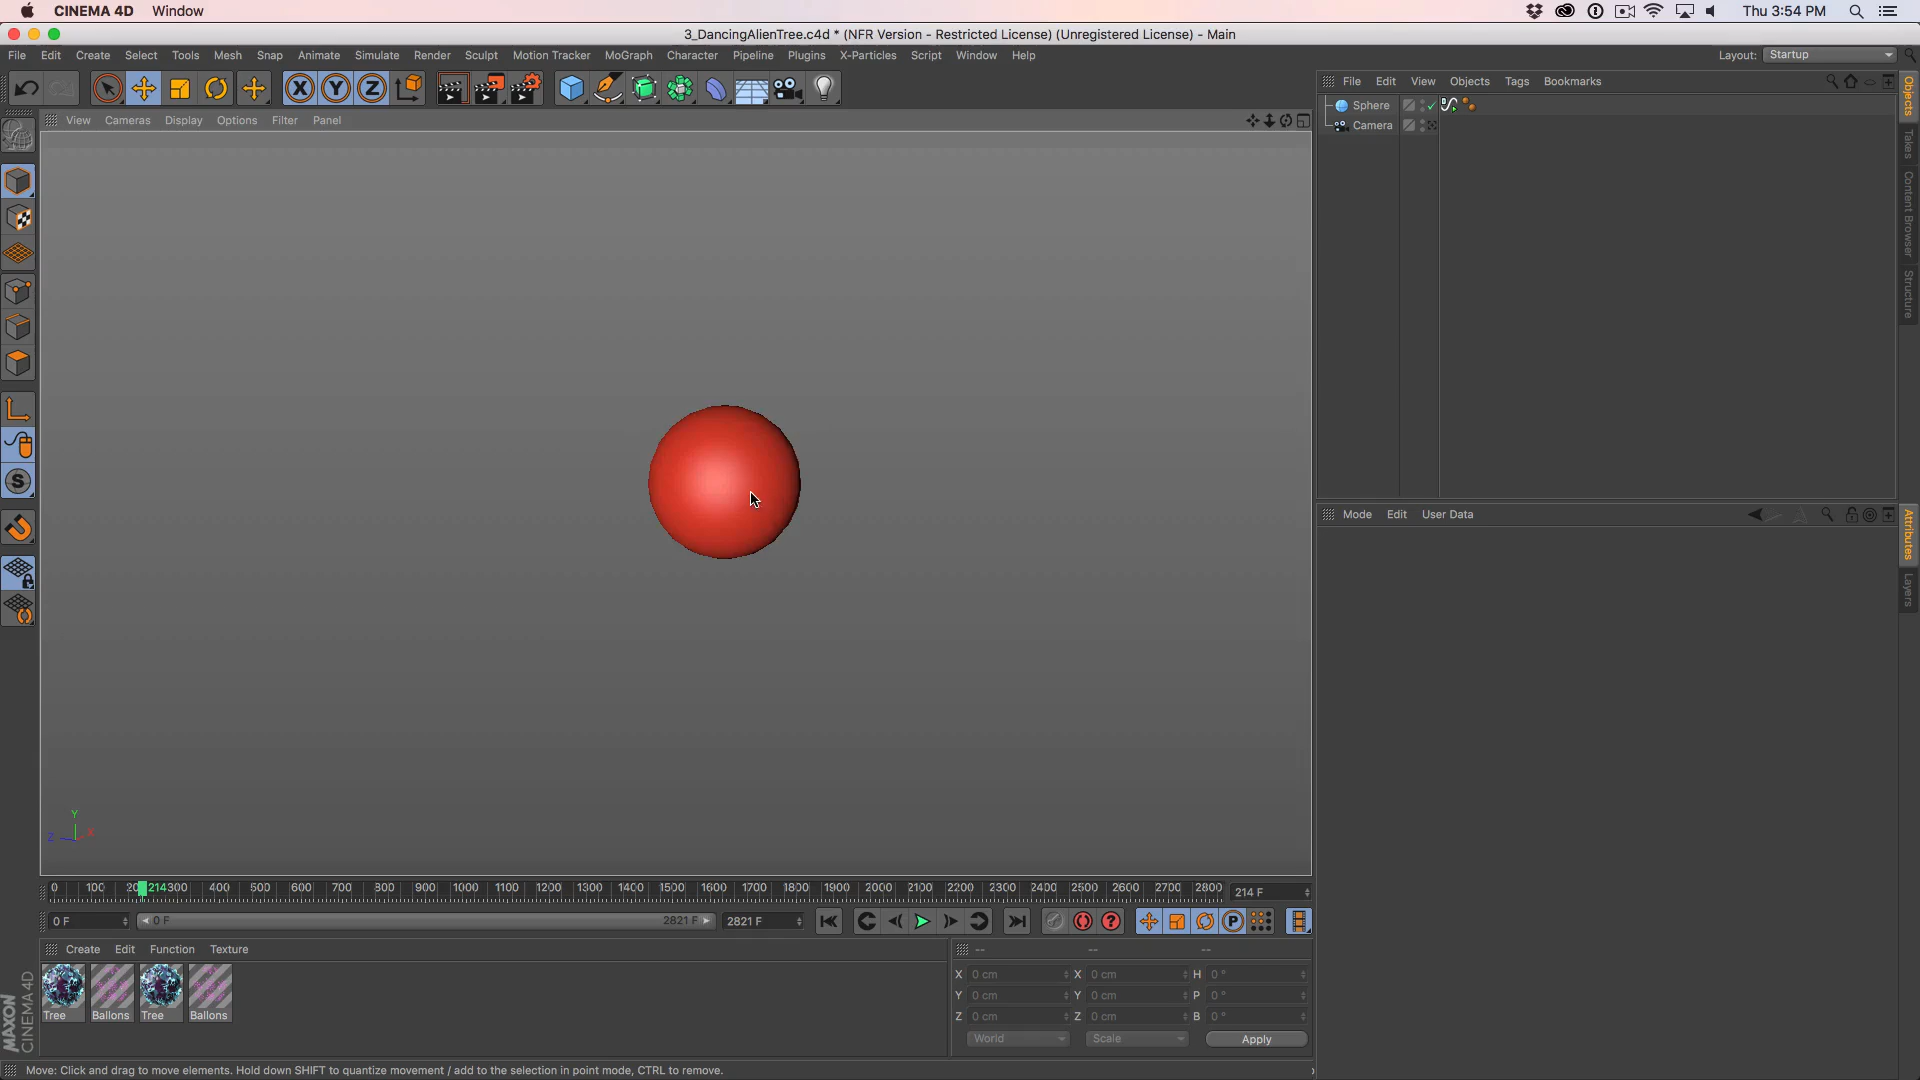 CINEMA 4D Window Thu 3:54 PM
3_DancingAlienTree.c4d * (NFR Version - Restricted License) (Unregistered License) - Main
File Edit Create Select Tools Mesh Snap Animate Simulate Render Sculpt Motion Tracker MoGraph Character Pipeline Plugins X-Particles Script Window Help Layout: Startup
X Y Z
File Edit View Objects Tags Bookmarks
View Cameras Display Options Filter Panel
Sphere
Camera
Objects
Takes
Content Browser
Structure
Mode Edit User Data
Attributes
Layers
Y
Z X
0 100 214 300 400 500 600 700 800 900 1000 1100 1200 1300 1400 1500 1600 1700 1800 1900 2000 2100 2200 2300 2400 2500 2600 2700 2800 214 F
0 F 0 F 2821 F 2821 F
Create Edit Function Texture
-- -- --
Tree Ballons Tree Ballons
X 0 cm X 0 cm H 0 °
Y 0 cm Y 0 cm P 0 °
Z 0 cm Z 0 cm B 0 °
World Scale Apply
MAXON
CINEMA 4D
Move: Click and drag to move elements. Hold down SHIFT to quantize movement / add to the selection in point mode, CTRL to remove.